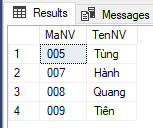 Results Messages
MaNV TenNV
1 005 Tùng
2 007 Hành
3 008 Quang
4 009 Tiên